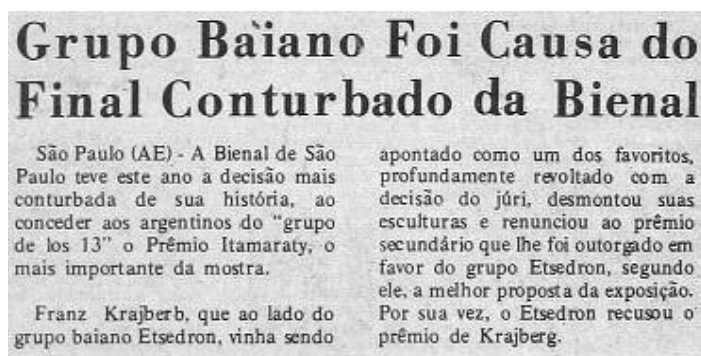 Grupo Baiano Foi Causa do
Final Conturbado da Bienal
São Paulo (AE) - A Bienal de São
Paulo teve este ano a decisão mais
conturbada de sua história, ao
conceder aos argentinos do "grupo
de los 13" o Prêmio Itamaraty, o
mais importante da mostra.
Franz Krajberb, que ao lado do
grupo baiano Etsedron, vinha sendo
apontado como um dos favoritos,
profundamente revoltado com a
decisão do júri, desmontou suas
esculturas e renunciou ao prêmio
secundário que lhe foi outorgado em
favor do grupo Etsedron, segundo
ele, a melhor proposta da exposição.
Por sua vez, o Etsedron recusou o
prêmio de Krajberg.